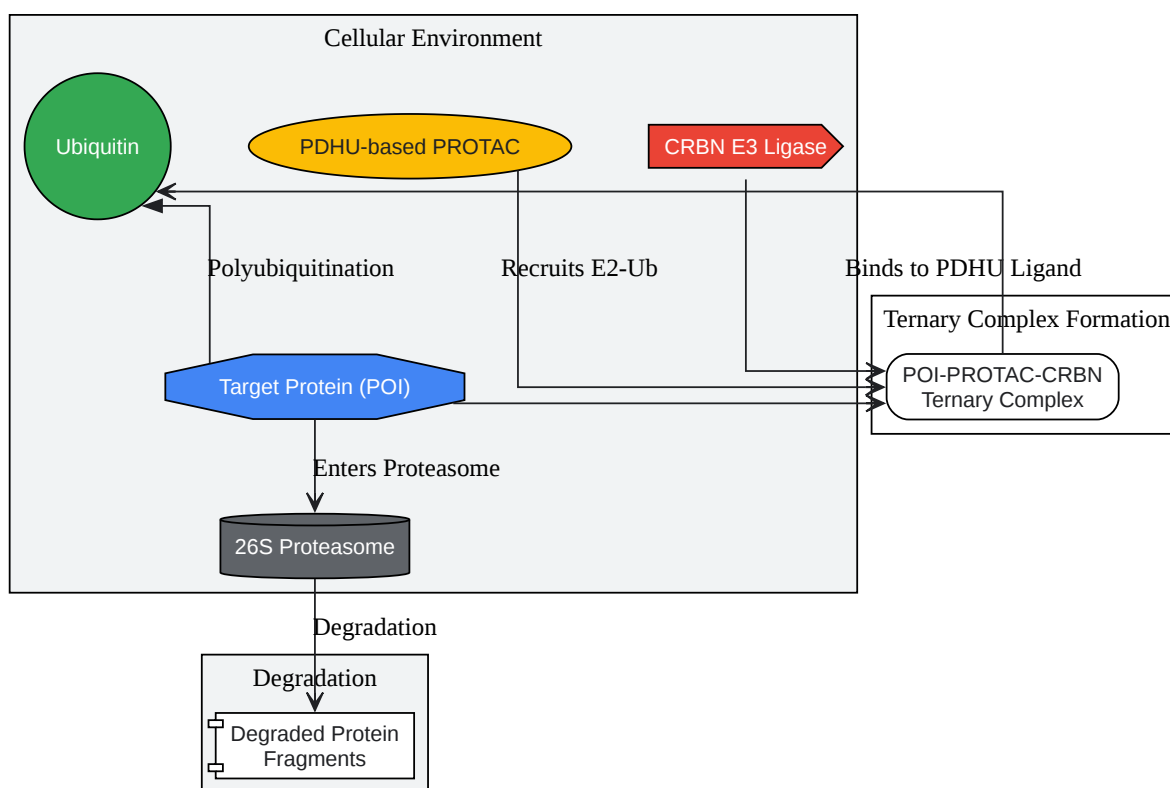 Cellular Environment
Ubiquitin
PDHU-based PROTAC
CRBN E3 Ligase
Polyubiquitination
Recruits E2-Ub
Binds to PDHU Ligand
Ternary Complex Formation
Target Protein (POI)
POI-PROTAC-CRBN
Ternary Complex
Enters Proteasome
26S Proteasome
Degradation
Degradation
Degraded Protein
Fragments